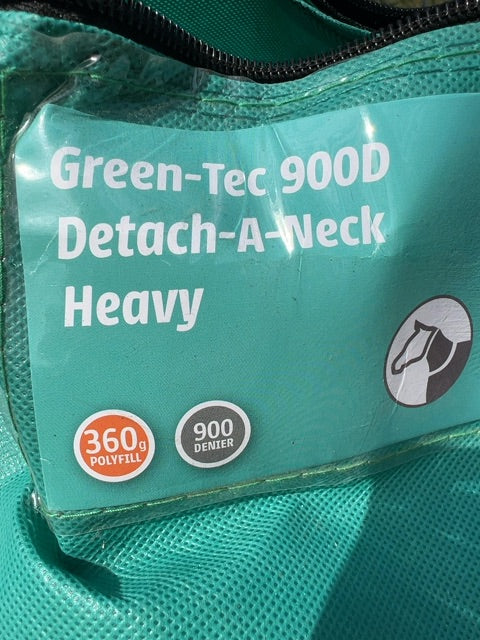 Green-Tec 900D
Detach-A-Neck
Heavy
360g
POLYFILL
900
DENIER